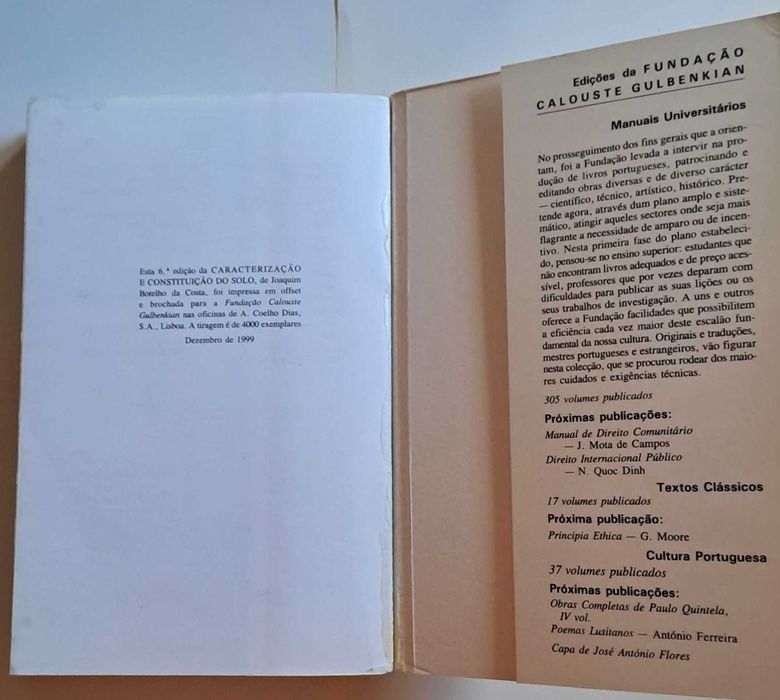 Esta 6.ª edição da CARACTERIZAÇÃO
E CONSTITUIÇÃO DO SOLO, de Joaquim
Botelho da Costa, foi impressa em offset
e brochada para a Fundação Calouste
Gulbenkian nas oficinas de A. Coelho Dias,
S.A., Lisboa. A tiragem é de 4000 exemplares
Dezembro de 1999
Edições da FUNDAÇÃO
CALOUSTE GULBENKIAN
Manuais Universitários
No prosseguimento dos fins gerais que a orien-
tam, foi a Fundação levada a intervir na pro-
dução de livros portugueses, patrocinando e
editando obras diversas e de diverso carácter
— científico, técnico, artístico, histórico. Pre-
tende agora, através dum plano amplo e siste-
mático, atingir aqueles sectores onde seja mais
flagrante a necessidade de amparo ou de incen-
tivo. Nesta primeira fase do plano estabeleci-
do, pensou-se no ensino superior: estudantes que
não encontram livros adequados e de preço aces-
sível, professores que por vezes deparam com
dificuldades para publicar as suas lições ou os
seus trabalhos de investigação. A uns e outros
oferece a Fundação facilidades que possibilitem
a eficiência cada vez maior deste escalão fun-
damental da nossa cultura. Originais e traduções,
mestres portugueses e estrangeiros, vão figurar
nesta colecção, que se procurou rodear dos maio-
res cuidados e exigências técnicas.
305 volumes publicados
Próximas publicações:
Manual de Direito Comunitário
— J. Mota de Campos
Direito Internacional Público
— N. Quoc Dinh
Textos Clássicos
17 volumes publicados
Próxima publicação:
Principia Ethica — G. Moore
Cultura Portuguesa
37 volumes publicados
Próximas publicações:
Obras Completas de Paulo Quintela,
IV vol.
Poemas Lusitanos — António Ferreira
Capa de José António Flores